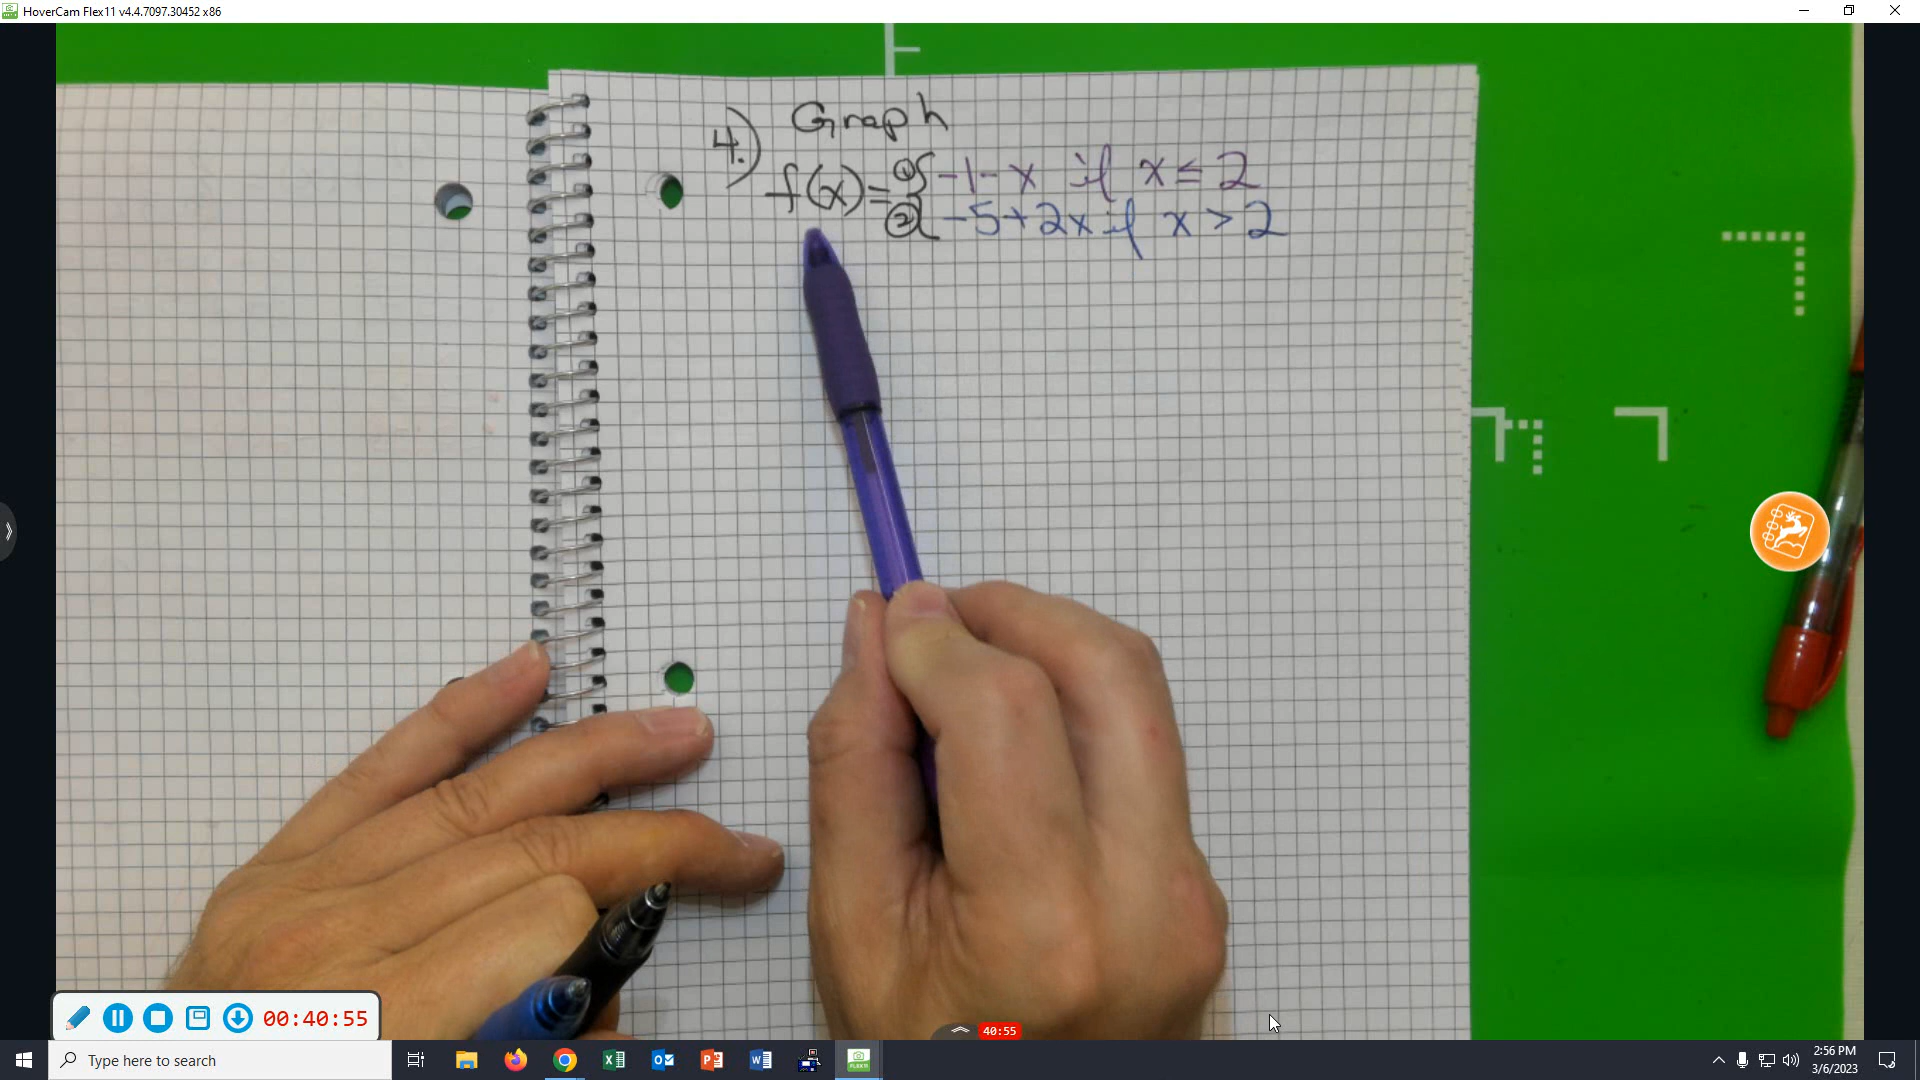 HoverCam Flex11 v4.4.7097.30452 x86
4.) Graph
f(x) = ① { -1 - x if x ≤ 2
② { -5 + 2x if x > 2
00:40:55
40:55
Type here to search
2:56 PM
3/6/2023